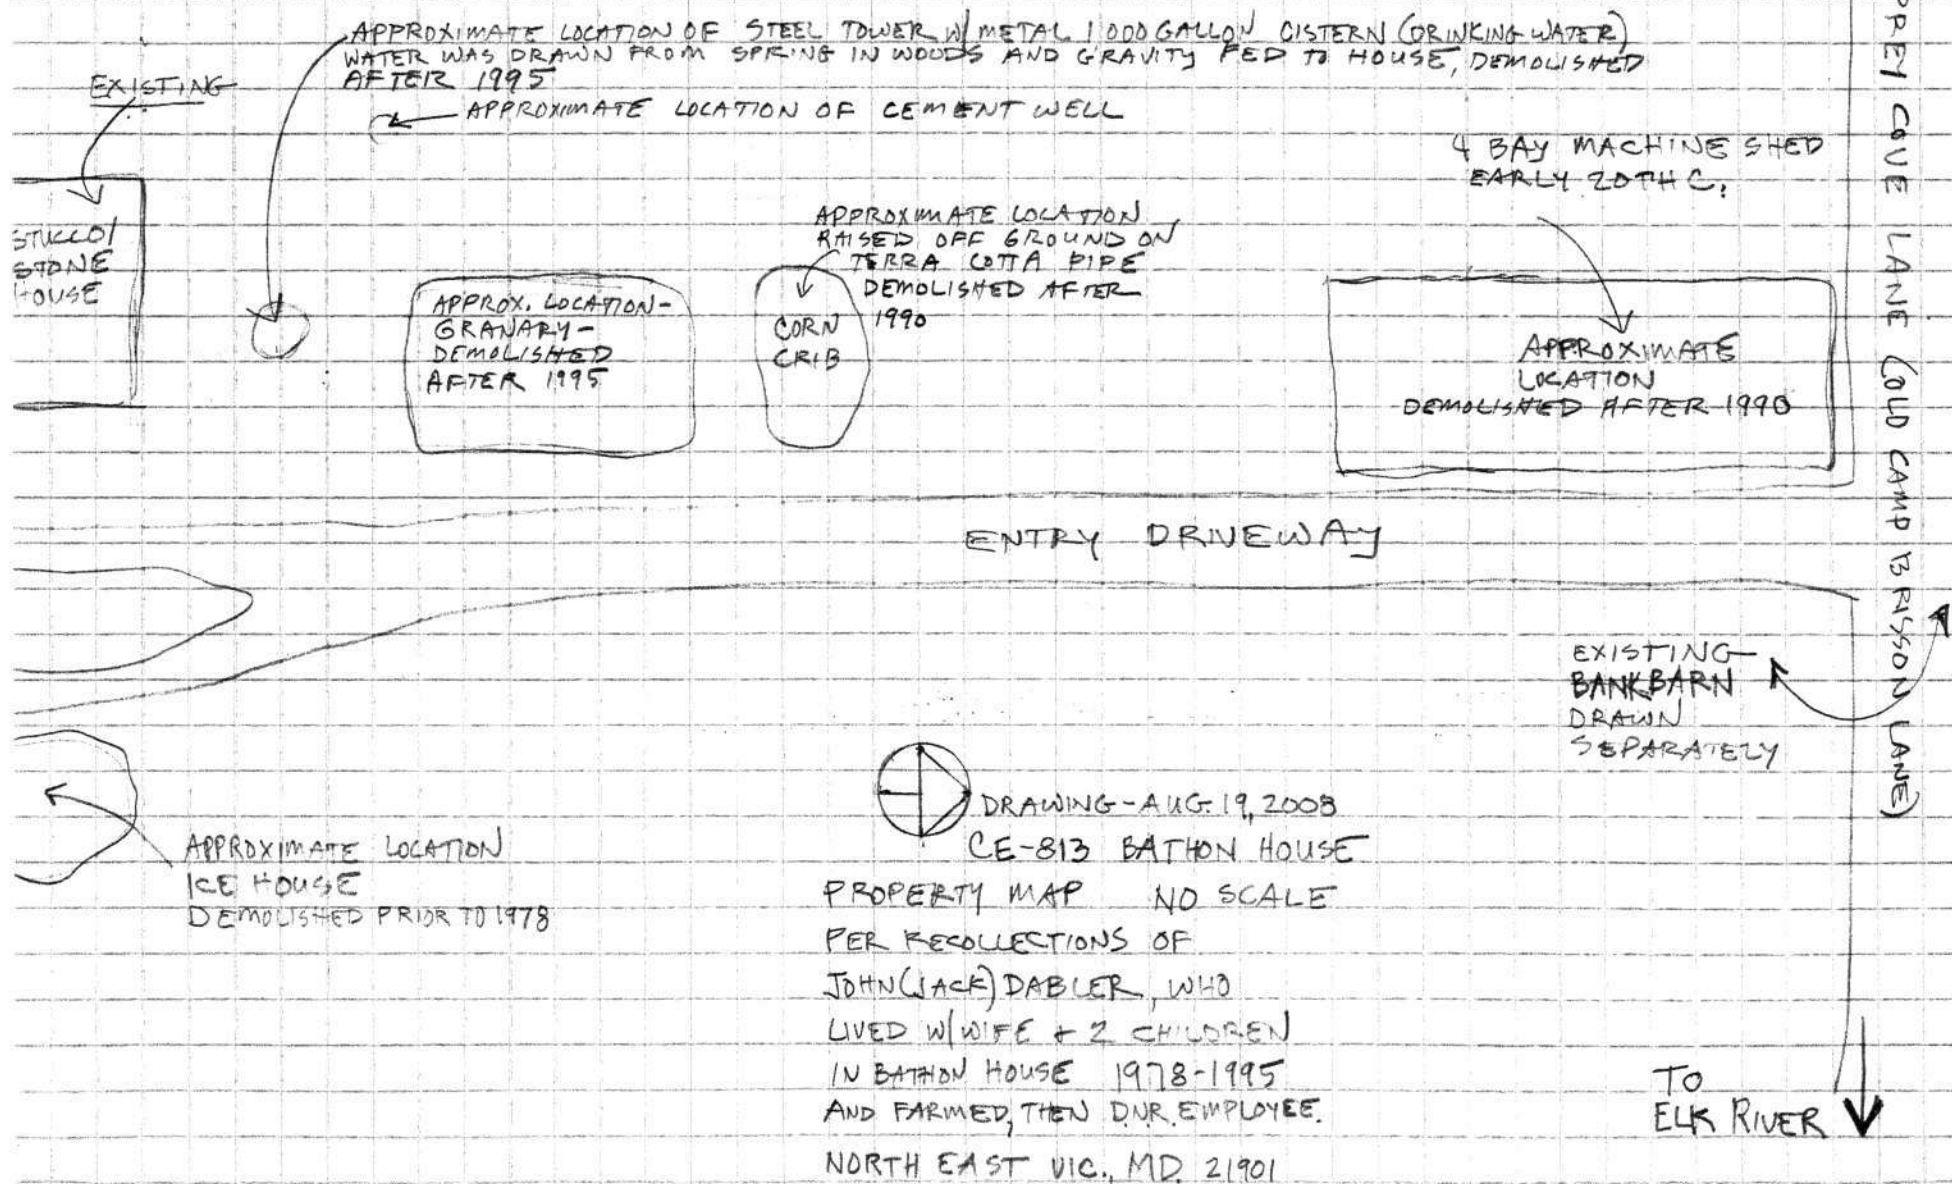 APPROXIMATE LOCATION OF STEEL TOWER W/ METAL 1000 GALLON CISTERN (DRINKING WATER)
WATER WAS DRAWN FROM SPRING IN WOODS AND GRAVITY FED TO HOUSE, DEMOLISHED
AFTER 1995
EXISTING
APPROXIMATE LOCATION OF CEMENT WELL
4 BAY MACHINE SHED
EARLY 20TH C.
STUCCO/
STONE
HOUSE
APPROXIMATE LOCATION
RAISED OFF GROUND ON
TERRA COTTA PIPE
DEMOLISHED AFTER
1990
APPROX. LOCATION-
GRANARY-
DEMOLISHED
AFTER 1995
CORN
CRIB
APPROXIMATE
LOCATION
DEMOLISHED AFTER 1990
COVE LANE (OLD CAMP BRISSON LANE)
ENTRY DRIVEWAY
EXISTING
BANKBARN
DRAWN
SEPARATELY
APPROXIMATE LOCATION
ICE HOUSE
DEMOLISHED PRIOR TO 1978
DRAWING-AUG. 19, 2008
CE-813 BATHON HOUSE
PROPERTY MAP NO SCALE
PER RECOLLECTIONS OF
JOHN (JACK) DABLER, WHO
LIVED W/ WIFE + 2 CHILDREN
IN BATHON HOUSE 1978-1995
AND FARMED, THEN D.N.R. EMPLOYEE.
NORTH EAST VIC., MD. 21901
TO
ELK RIVER